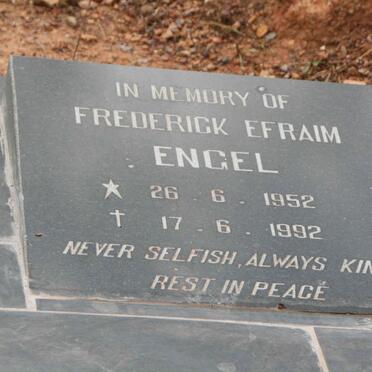 IN MEMORY OF
FREDERICK EFRAIM
ENGEL
26 . 6 . 1952
17 . 6 . 1992
NEVER SELFISH, ALWAYS KIN
REST IN PEACE